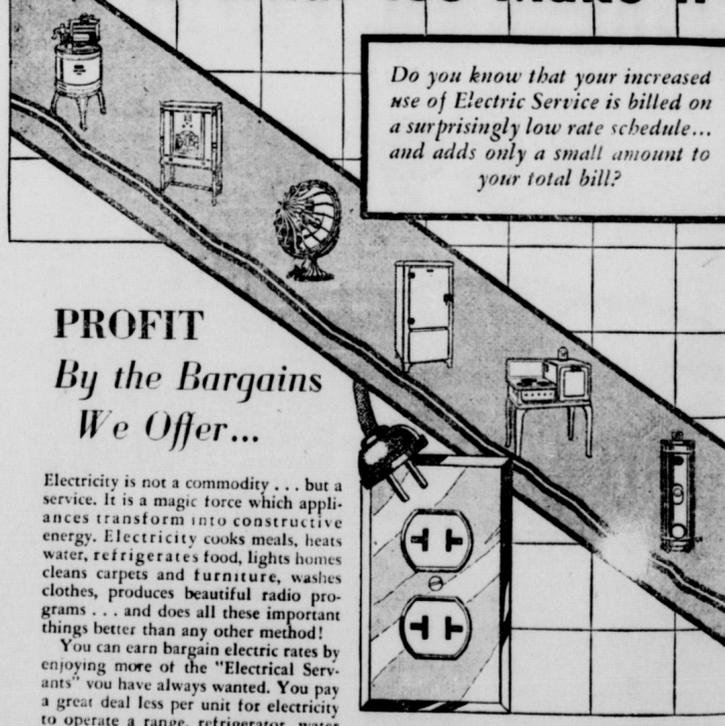 Do you know that your increased
use of Electric Service is billed on
a surprisingly low rate schedule...
and adds only a small amount to
your total bill?
PROFIT
By the Bargains
We Offer...
Electricity is not a commodity . . . but a
service. It is a magic force which appli-
ances transform into constructive
energy. Electricity cooks meals, heats
water, refrigerates food, lights homes
cleans carpets and furniture, washes
clothes, produces beautiful radio pro-
grams . . . and does all these important
things better than any other method!
You can earn bargain electric rates by
enjoying more of the "Electrical Serv-
ants" you have always wanted. You pay
a great deal less per unit for electricity
to operate a range, refrigerator, water